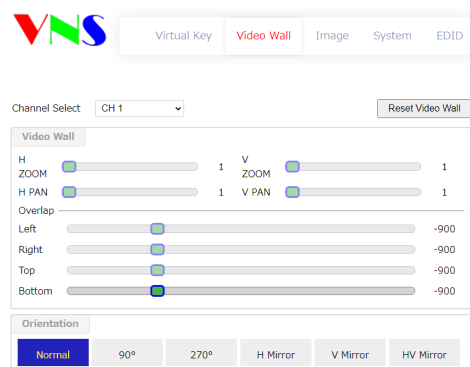 VNS
Virtual Key Video Wall Image System EDID
Channel Select CH 1 Reset Video Wall
Video Wall
H ZOOM 1 V ZOOM 1
H PAN 1 V PAN 1
Overlap
Left -900
Right -900
Top -900
Bottom -900
Orientation
Normal 90° 270° H Mirror V Mirror HV Mirror